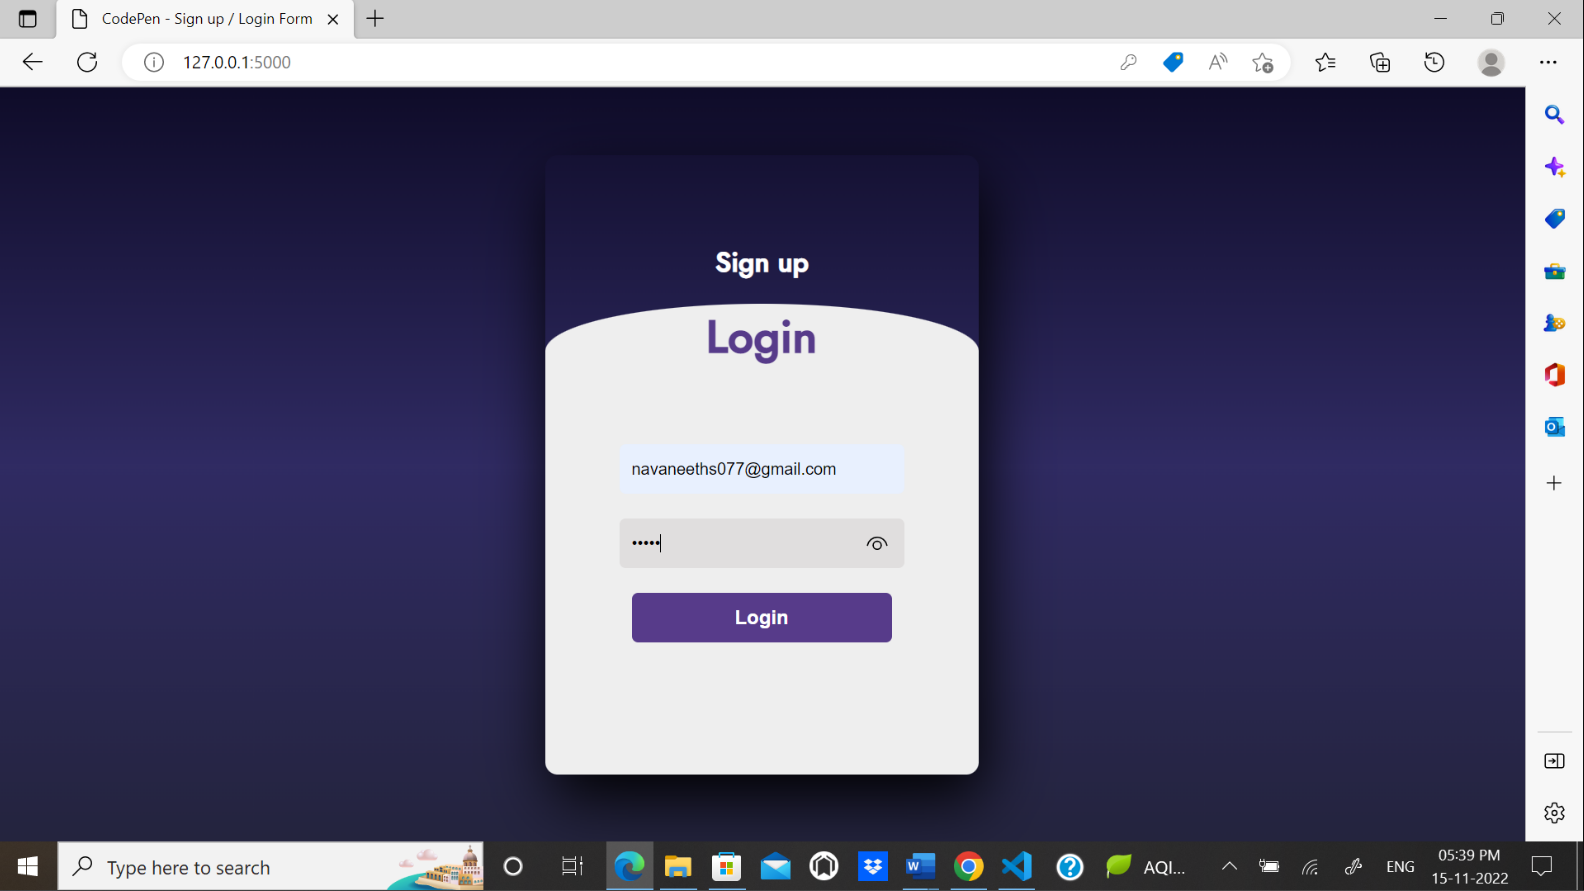 CodePen - Sign up / Login Form
127.0.0.1:5000
Sign up
Login
navaneeths077@gmail.com
•••••
Login
Type here to search
AQI...
ENG
05:39 PM
15-11-2022